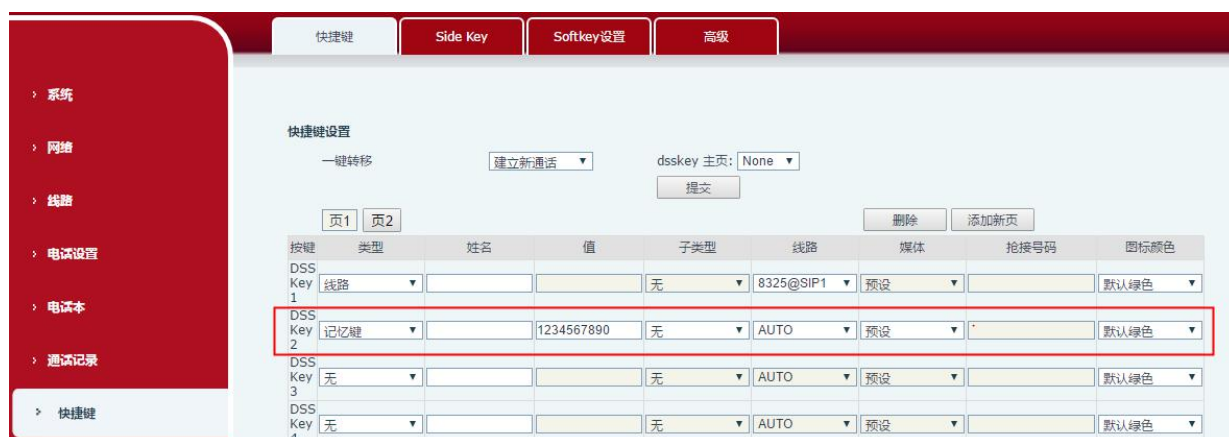 快捷键 Side Key Softkey设置 高级
系统
网络
线路
电话设置
电话本
通话记录
快捷键
快捷键设置
一键转移 建立新通话 dsskey 主页: None
提交
页1 页2 删除 添加新页
按键 类型 姓名 值 子类型 线路 媒体 抢接号码 图标颜色
DSS Key 1 线路 无 8325@SIP1 预设 默认绿色
DSS Key 2 记忆键 1234567890 无 AUTO 预设 默认绿色
DSS Key 3 无 无 AUTO 预设 默认绿色
DSS Key 无 无 AUTO 预设 默认绿色